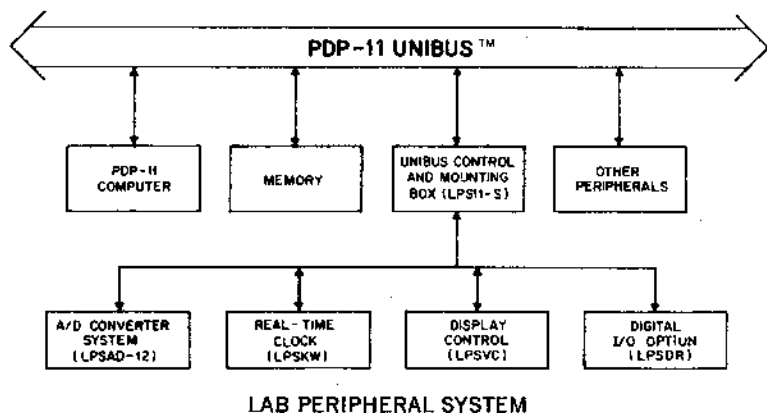 PDP-11 UNIBUS™
PDP-11
COMPUTER
MEMORY
UNIBUS CONTROL
AND MOUNTING
BOX (LPS11-S)
OTHER
PERIPHERALS
A/D CONVERTER
SYSTEM
(LPSAD-12)
REAL-TIME
CLOCK
(LPSKW)
DISPLAY
CONTROL
(LPSVC)
DIGITAL
I/O OPTION
(LPSDR)
LAB PERIPHERAL SYSTEM